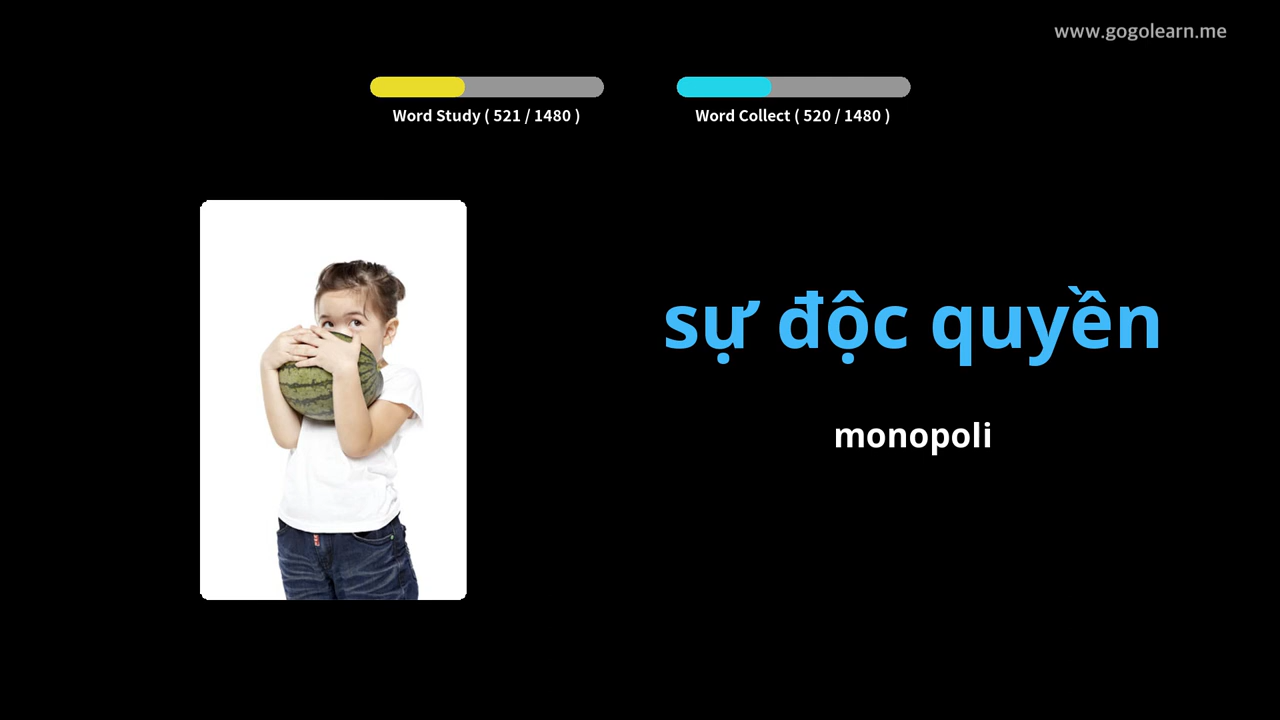 www.gogolearn.me
Word Study ( 521 / 1480 )
Word Collect ( 520 / 1480 )
sự độc quyền
monopoli